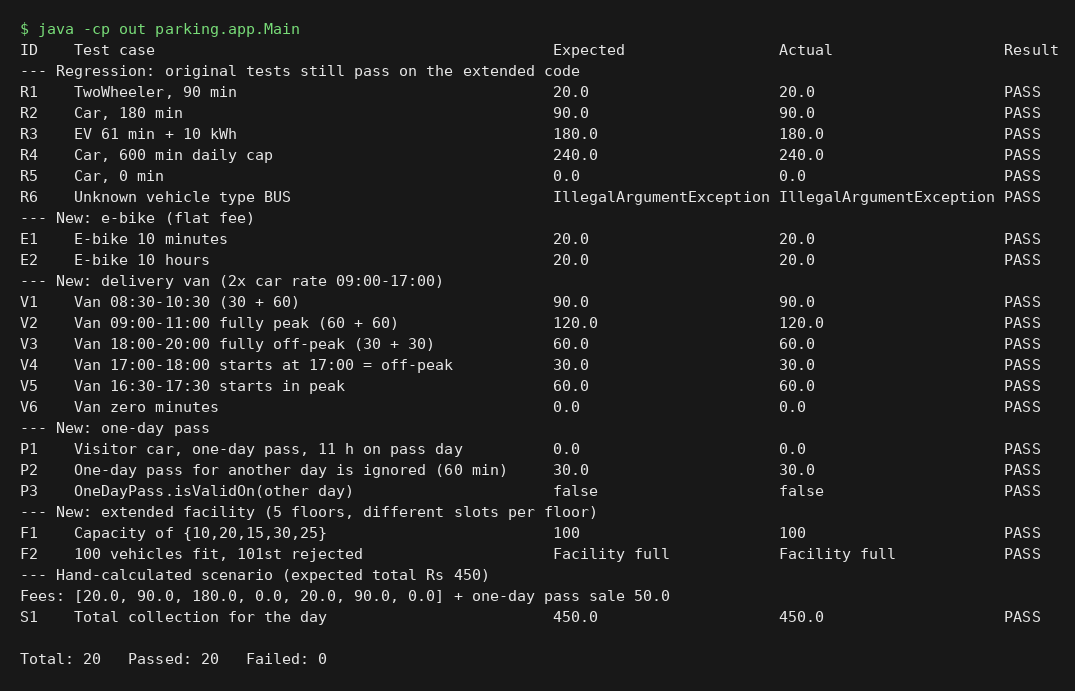 $ java -cp out parking.app.Main
ID    Test case                                            Expected                 Actual                   Result
--- Regression: original tests still pass on the extended code
R1    TwoWheeler, 90 min                                   20.0                     20.0                     PASS
R2    Car, 180 min                                         90.0                     90.0                     PASS
R3    EV 61 min + 10 kWh                                   180.0                    180.0                    PASS
R4    Car, 600 min daily cap                               240.0                    240.0                    PASS
R5    Car, 0 min                                           0.0                      0.0                      PASS
R6    Unknown vehicle type BUS                             IllegalArgumentException IllegalArgumentException PASS
--- New: e-bike (flat fee)
E1    E-bike 10 minutes                                    20.0                     20.0                     PASS
E2    E-bike 10 hours                                      20.0                     20.0                     PASS
--- New: delivery van (2x car rate 09:00-17:00)
V1    Van 08:30-10:30 (30 + 60)                            90.0                     90.0                     PASS
V2    Van 09:00-11:00 fully peak (60 + 60)                 120.0                    120.0                    PASS
V3    Van 18:00-20:00 fully off-peak (30 + 30)             60.0                     60.0                     PASS
V4    Van 17:00-18:00 starts at 17:00 = off-peak           30.0                     30.0                     PASS
V5    Van 16:30-17:30 starts in peak                       60.0                     60.0                     PASS
V6    Van zero minutes                                     0.0                      0.0                      PASS
--- New: one-day pass
P1    Visitor car, one-day pass, 11 h on pass day          0.0                      0.0                      PASS
P2    One-day pass for another day is ignored (60 min)     30.0                     30.0                     PASS
P3    OneDayPass.isValidOn(other day)                      false                    false                    PASS
--- New: extended facility (5 floors, different slots per floor)
F1    Capacity of {10,20,15,30,25}                         100                      100                      PASS
F2    100 vehicles fit, 101st rejected                     Facility full            Facility full            PASS
--- Hand-calculated scenario (expected total Rs 450)
Fees: [20.0, 90.0, 180.0, 0.0, 20.0, 90.0, 0.0] + one-day pass sale 50.0
S1    Total collection for the day                         450.0                    450.0                    PASS
Total: 20   Passed: 20   Failed: 0